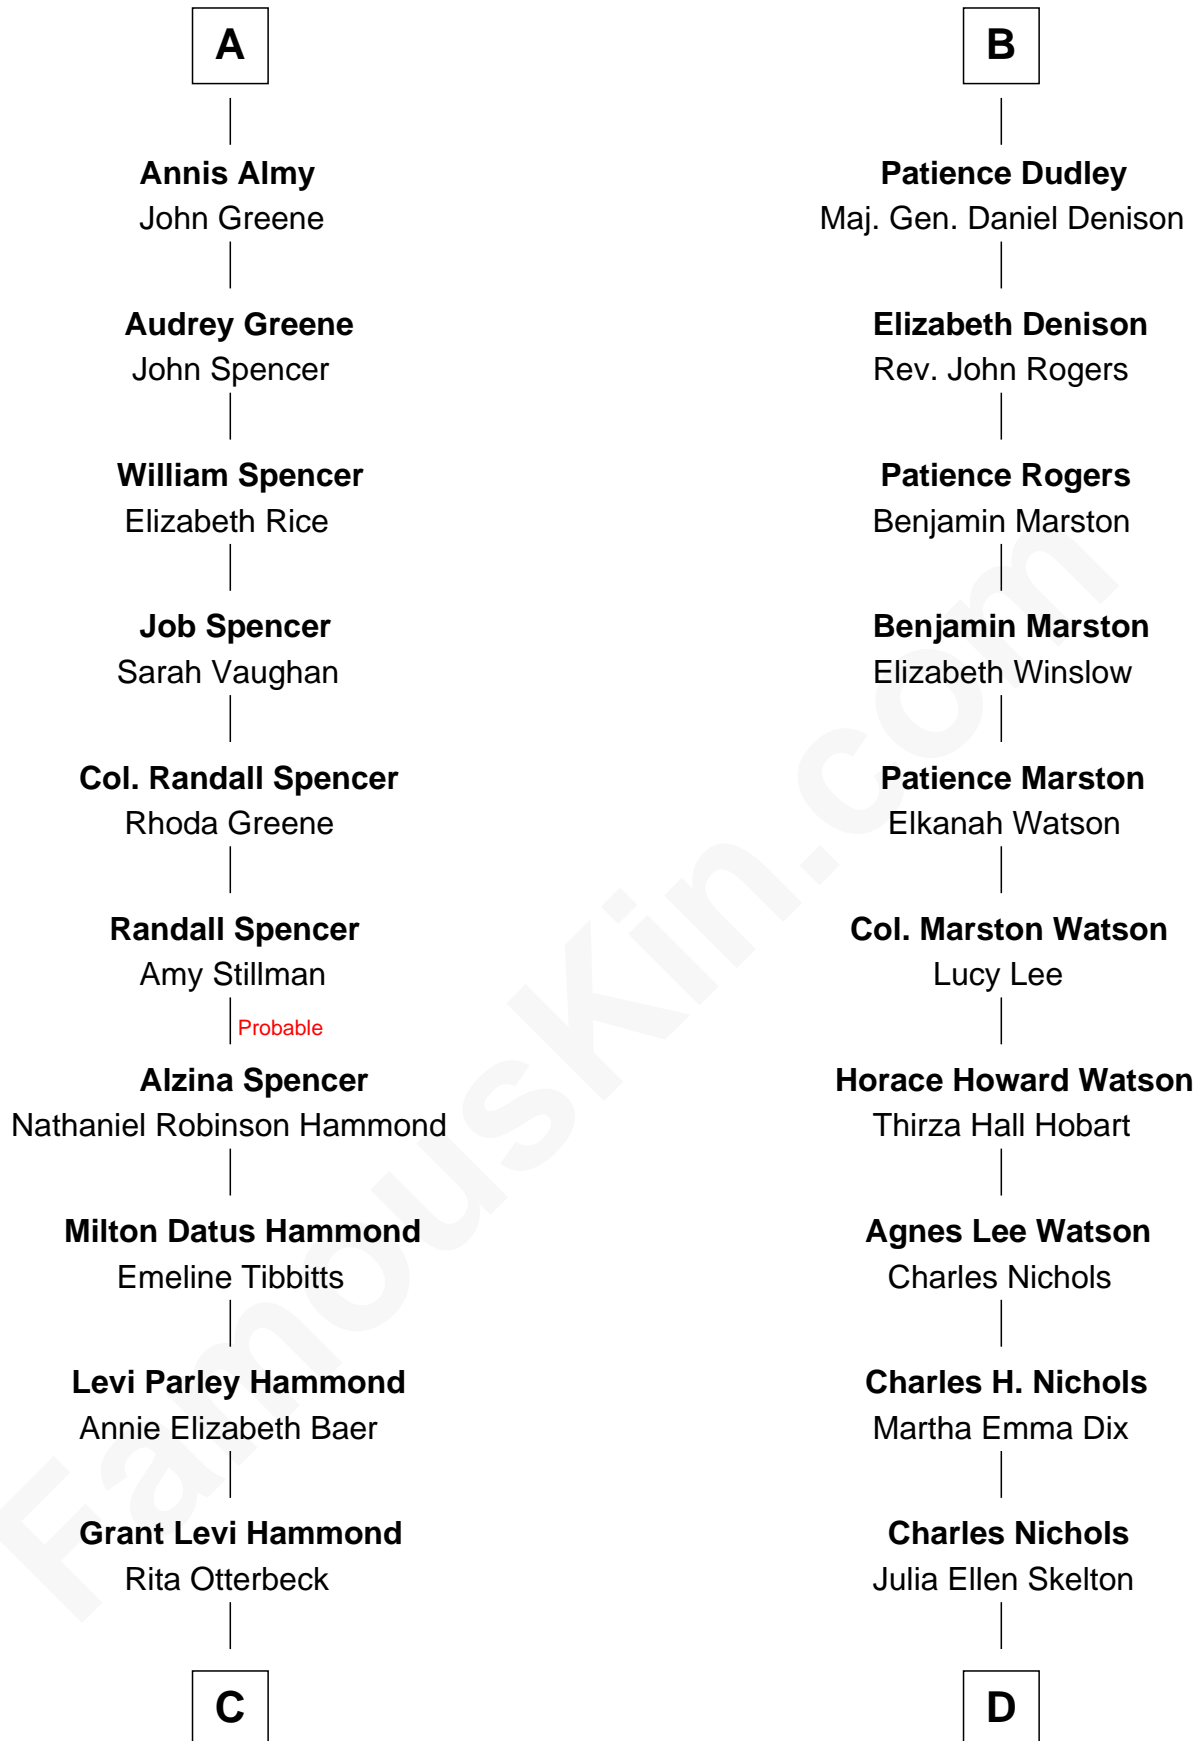 A
Annis Almy
John Greene
Audrey Greene
John Spencer
William Spencer
Elizabeth Rice
Job Spencer
Sarah Vaughan
Col. Randall Spencer
Rhoda Greene
Randall Spencer
Amy Stillman
Probable
Alzina Spencer
Nathaniel Robinson Hammond
Milton Datus Hammond
Emeline Tibbitts
Levi Parley Hammond
Annie Elizabeth Baer
Grant Levi Hammond
Rita Otterbeck
C
B
Patience Dudley
Maj. Gen. Daniel Denison
Elizabeth Denison
Rev. John Rogers
Patience Rogers
Benjamin Marston
Benjamin Marston
Elizabeth Winslow
Patience Marston
Elkanah Watson
Col. Marston Watson
Lucy Lee
Horace Howard Watson
Thirza Hall Hobart
Agnes Lee Watson
Charles Nichols
Charles H. Nichols
Martha Emma Dix
Charles Nichols
Julia Ellen Skelton
D
FamousKin.com